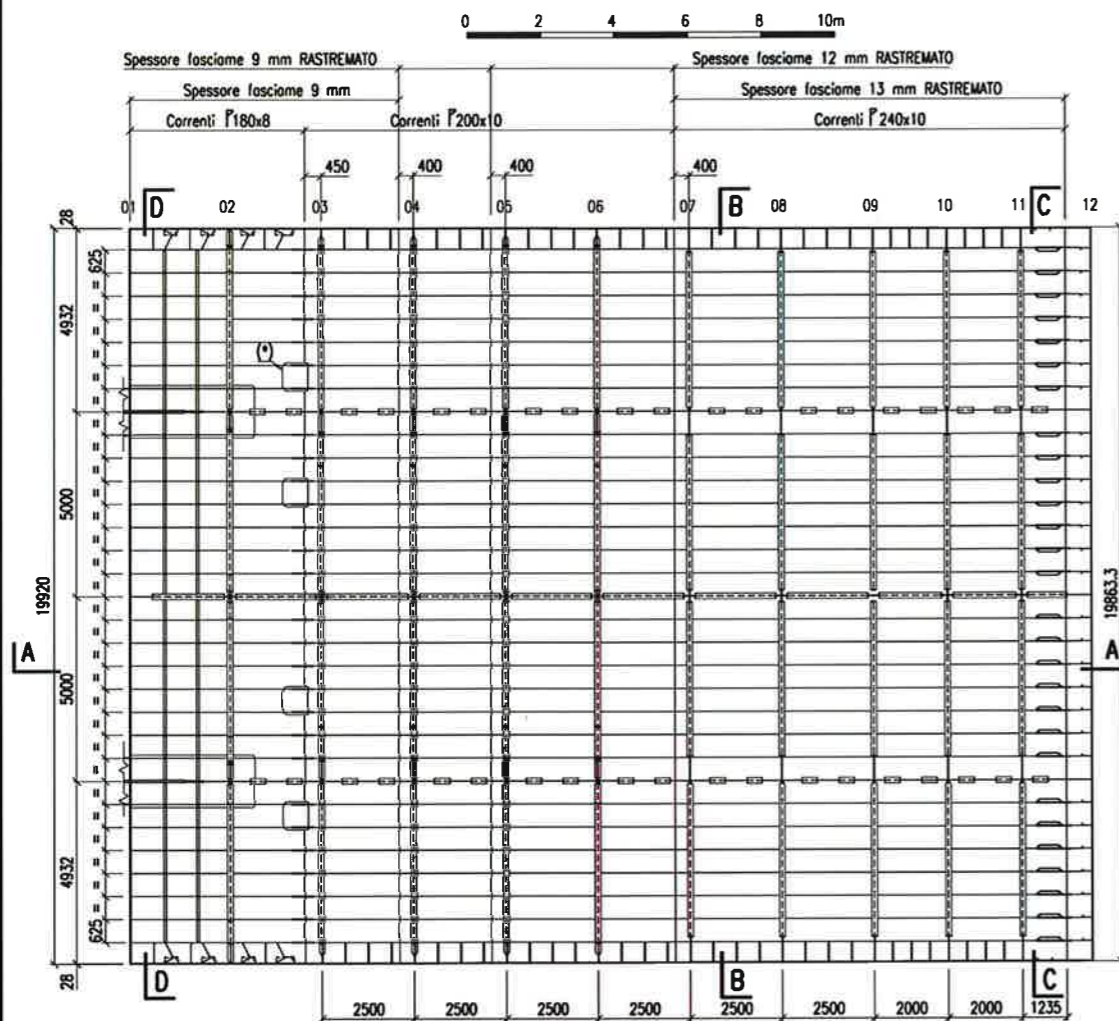 0 2 4 6 8 10m
Spessore fasciame 9 mm RASTREMATO
Spessore fasciame 12 mm RASTREMATO
Spessore fasciame 9 mm
Spessore fasciame 13 mm RASTREMATO
Correnti 180x8
Correnti 200x10
Correnti 240x10
450
400
400
400
D
B
C
01 02 03 04 05 06 07 08 09 10 11 12
28
625
4932
(*)
5000
19920
19863.3
A
A
5000
4932
625
28
D
B
C
2500 2500 2500 2500 2500 2500 2000 2000 1235